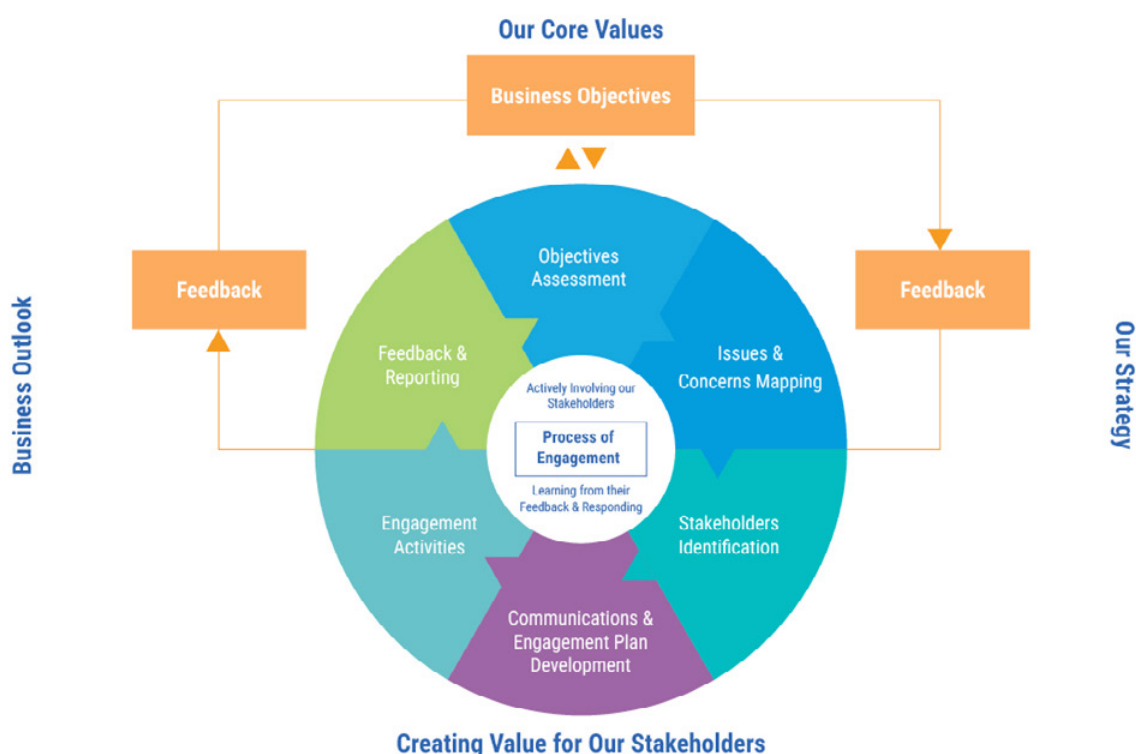 Our Core Values
Business Objectives
Feedback
Feedback
Business Outlook
Our Strategy
Objectives
Assessment
Issues &
Concerns Mapping
Stakeholders
Identification
Communications &
Engagement Plan
Development
Engagement
Activities
Feedback &
Reporting
Actively Involving our
Stakeholders
Process of
Engagement
Learning from their
Feedback & Responding
Creating Value for Our Stakeholders